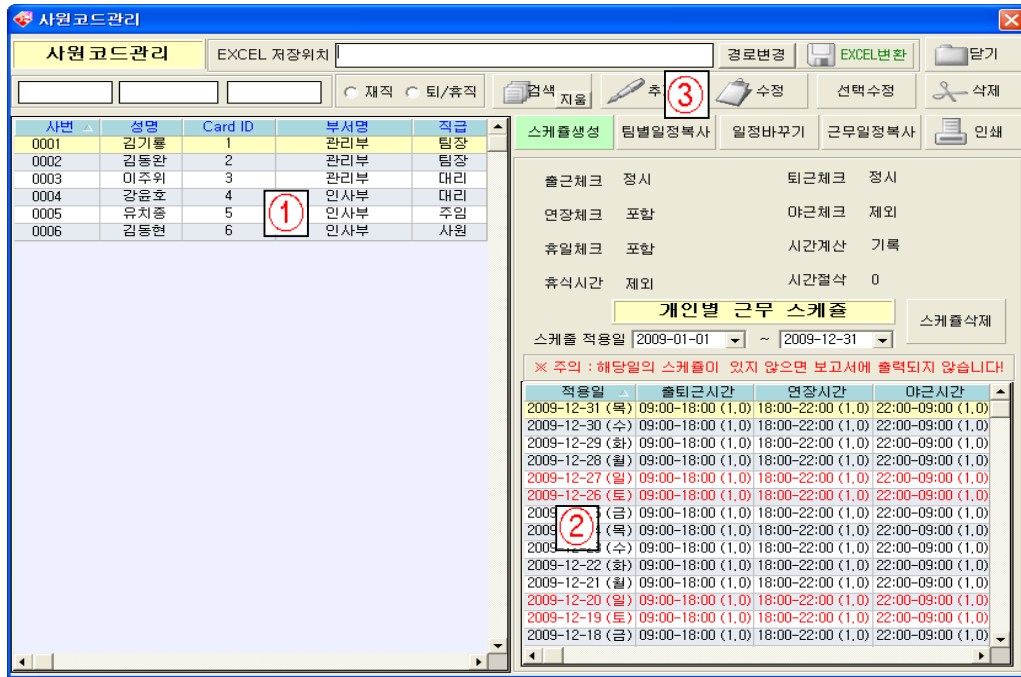 사원코드관리
사원코드관리 EXCEL 저장위치 경로변경 EXCEL변환 닫기
재직 퇴/휴직 검색 지움 추 ③ 수정 선택수정 삭제
스케쥴생성 팀별일정복사 일정바꾸기 근무일정복사 인쇄
사번 성명 Card ID 부서명 직급
0001 김기룡 1 관리부 팀장
0002 김동완 2 관리부 팀장
0003 이주위 3 관리부 대리
0004 강윤호 4 인사부 대리
0005 유치종 5 인사부 주임
0006 김동현 6 인사부 사원
①
출근체크 정시 퇴근체크 정시
연장체크 포함 야근체크 제외
휴일체크 포함 시간계산 기록
휴식시간 제외 시간절삭 0
개인별 근무 스케쥴
스케쥴삭제
스케줄 적용일 2009-01-01 ~ 2009-12-31
※ 주의 : 해당일의 스케쥴이 있지 않으면 보고서에 출력되지 않습니다!
적용일 출퇴근시간 연장시간 야근시간
2009-12-31 (목) 09:00-18:00 (1.0) 18:00-22:00 (1.0) 22:00-09:00 (1.0)
2009-12-30 (수) 09:00-18:00 (1.0) 18:00-22:00 (1.0) 22:00-09:00 (1.0)
2009-12-29 (화) 09:00-18:00 (1.0) 18:00-22:00 (1.0) 22:00-09:00 (1.0)
2009-12-28 (월) 09:00-18:00 (1.0) 18:00-22:00 (1.0) 22:00-09:00 (1.0)
2009-12-27 (일) 09:00-18:00 (1.0) 18:00-22:00 (1.0) 22:00-09:00 (1.0)
2009-12-26 (토) 09:00-18:00 (1.0) 18:00-22:00 (1.0) 22:00-09:00 (1.0)
2009 (금) 09:00-18:00 (1.0) 18:00-22:00 (1.0) 22:00-09:00 (1.0)
② (목) 09:00-18:00 (1.0) 18:00-22:00 (1.0) 22:00-09:00 (1.0)
(수) 09:00-18:00 (1.0) 18:00-22:00 (1.0) 22:00-09:00 (1.0)
2009-12-22 (화) 09:00-18:00 (1.0) 18:00-22:00 (1.0) 22:00-09:00 (1.0)
2009-12-21 (월) 09:00-18:00 (1.0) 18:00-22:00 (1.0) 22:00-09:00 (1.0)
2009-12-20 (일) 09:00-18:00 (1.0) 18:00-22:00 (1.0) 22:00-09:00 (1.0)
2009-12-19 (토) 09:00-18:00 (1.0) 18:00-22:00 (1.0) 22:00-09:00 (1.0)
2009-12-18 (금) 09:00-18:00 (1.0) 18:00-22:00 (1.0) 22:00-09:00 (1.0)